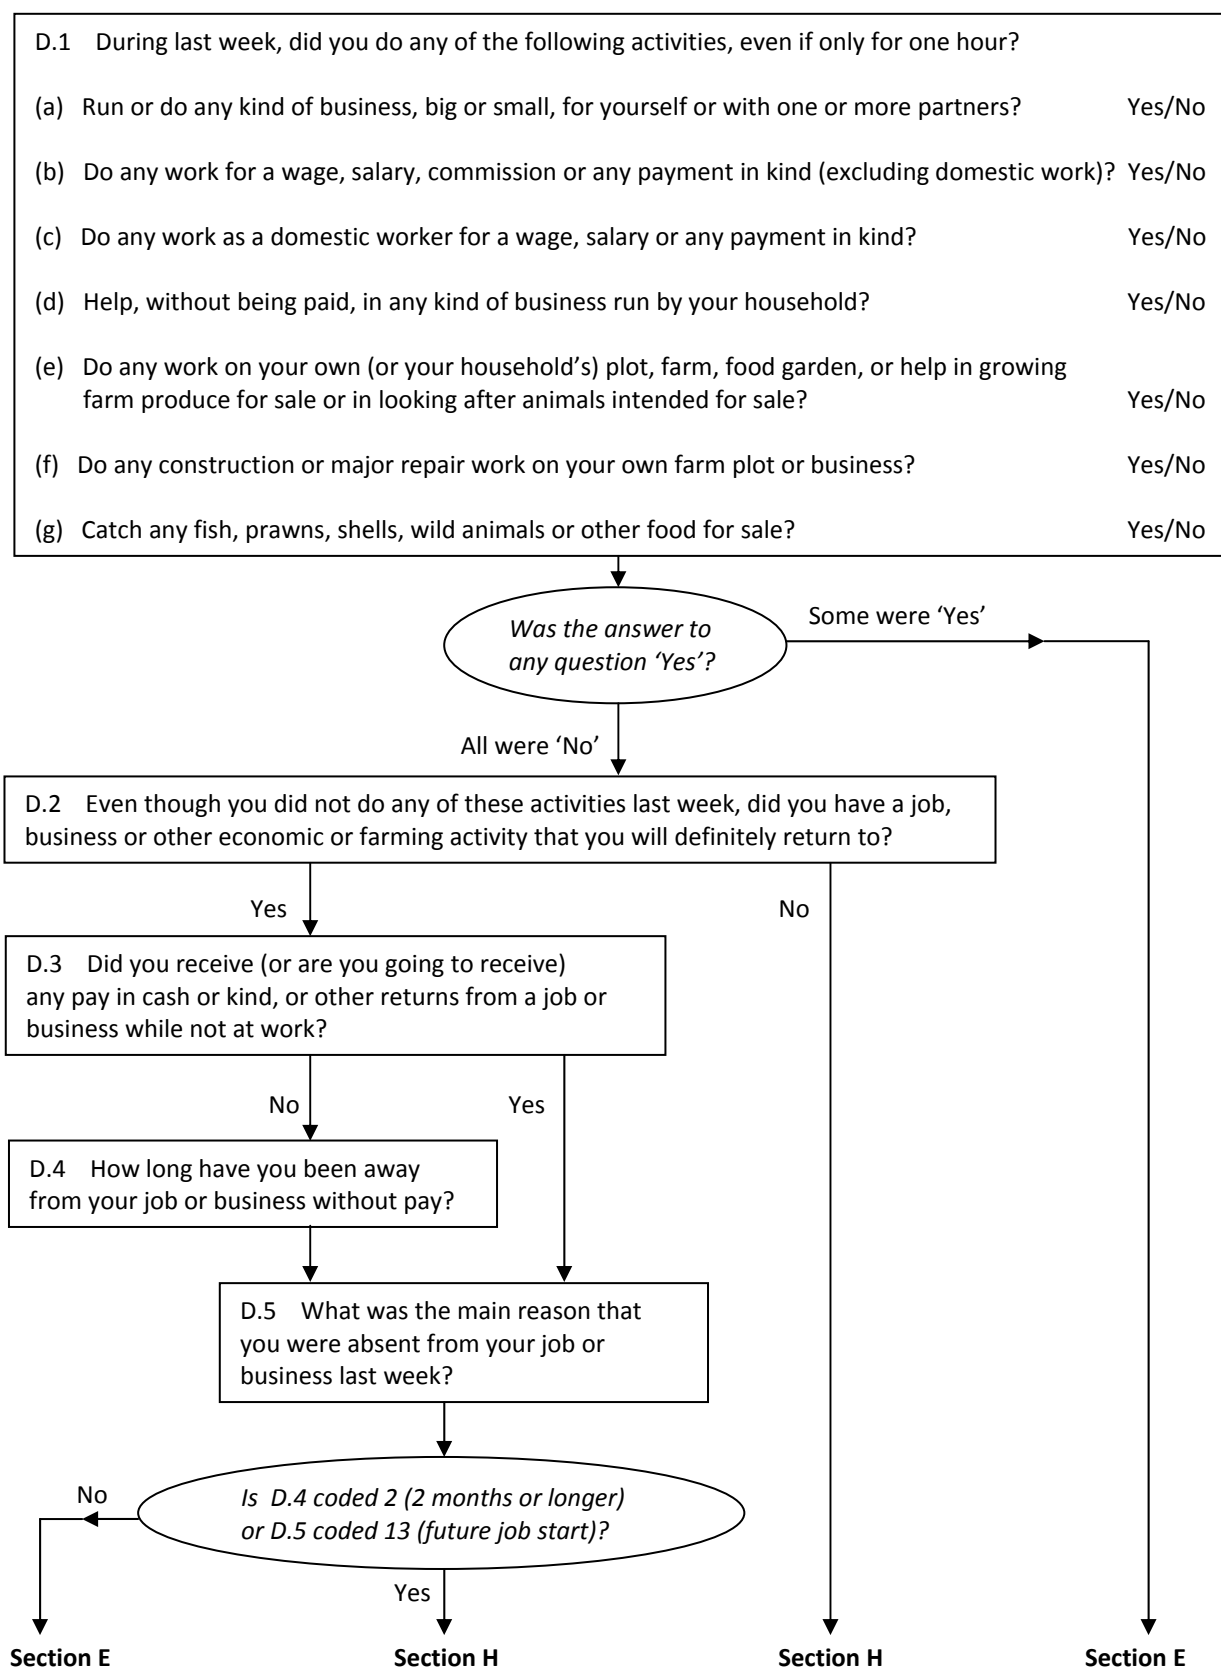 D.1 During last week, did you do any of the following activities, even if only for one hour?
(a) Run or do any kind of business, big or small, for yourself or with one or more partners? Yes/No
(b) Do any work for a wage, salary, commission or any payment in kind (excluding domestic work)? Yes/No
(c) Do any work as a domestic worker for a wage, salary or any payment in kind? Yes/No
(d) Help, without being paid, in any kind of business run by your household? Yes/No
(e) Do any work on your own (or your household’s) plot, farm, food garden, or help in growing
farm produce for sale or in looking after animals intended for sale? Yes/No
(f) Do any construction or major repair work on your own farm plot or business? Yes/No
(g) Catch any fish, prawns, shells, wild animals or other food for sale? Yes/No
Was the answer to
any question ‘Yes’?
Some were ‘Yes’
All were ‘No’
D.2 Even though you did not do any of these activities last week, did you have a job,
business or other economic or farming activity that you will definitely return to?
Yes
No
D.3 Did you receive (or are you going to receive)
any pay in cash or kind, or other returns from a job or
business while not at work?
No
Yes
D.4 How long have you been away
from your job or business without pay?
D.5 What was the main reason that
you were absent from your job or
business last week?
No
Is D.4 coded 2 (2 months or longer)
or D.5 coded 13 (future job start)?
Yes
Section E
Section H
Section H
Section E